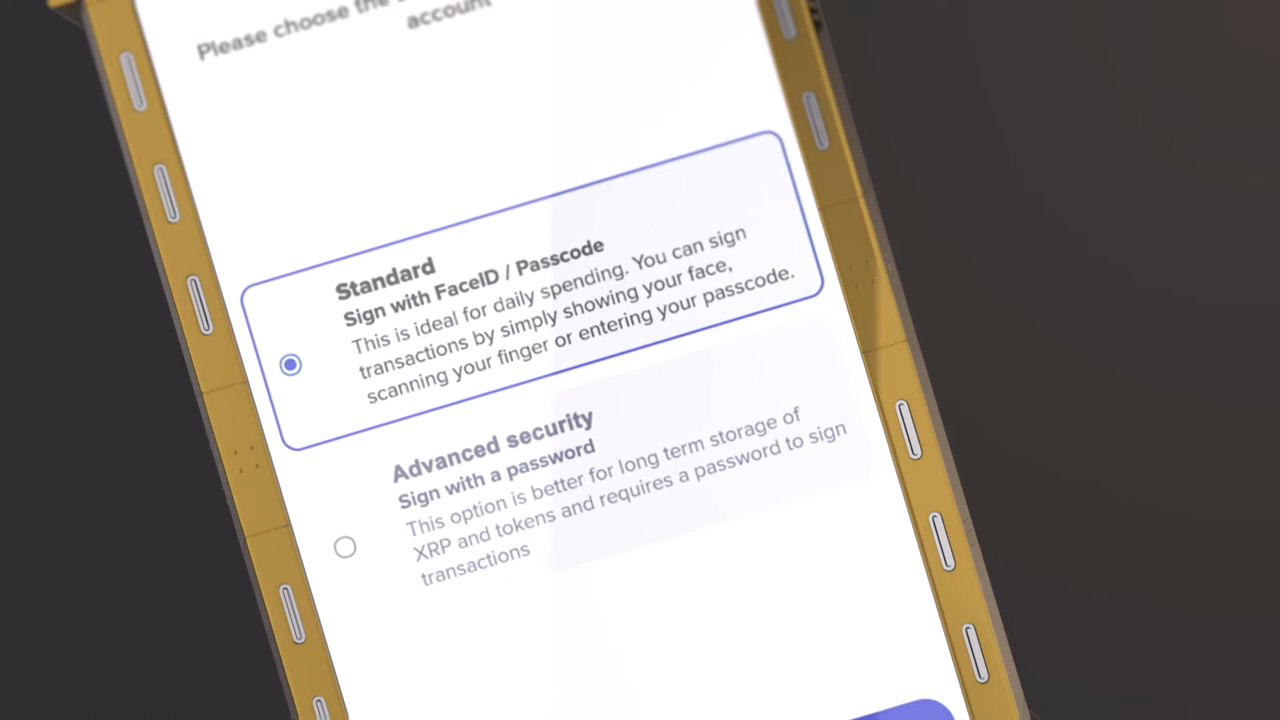 Please choose the
account
Standard
Sign with FaceID / Passcode
This is ideal for daily spending. You can sign
transactions by simply showing your face,
scanning your finger or entering your passcode.
Advanced security
Sign with a password
This option is better for long term storage of
XRP and tokens and requires a password to sign
transactions